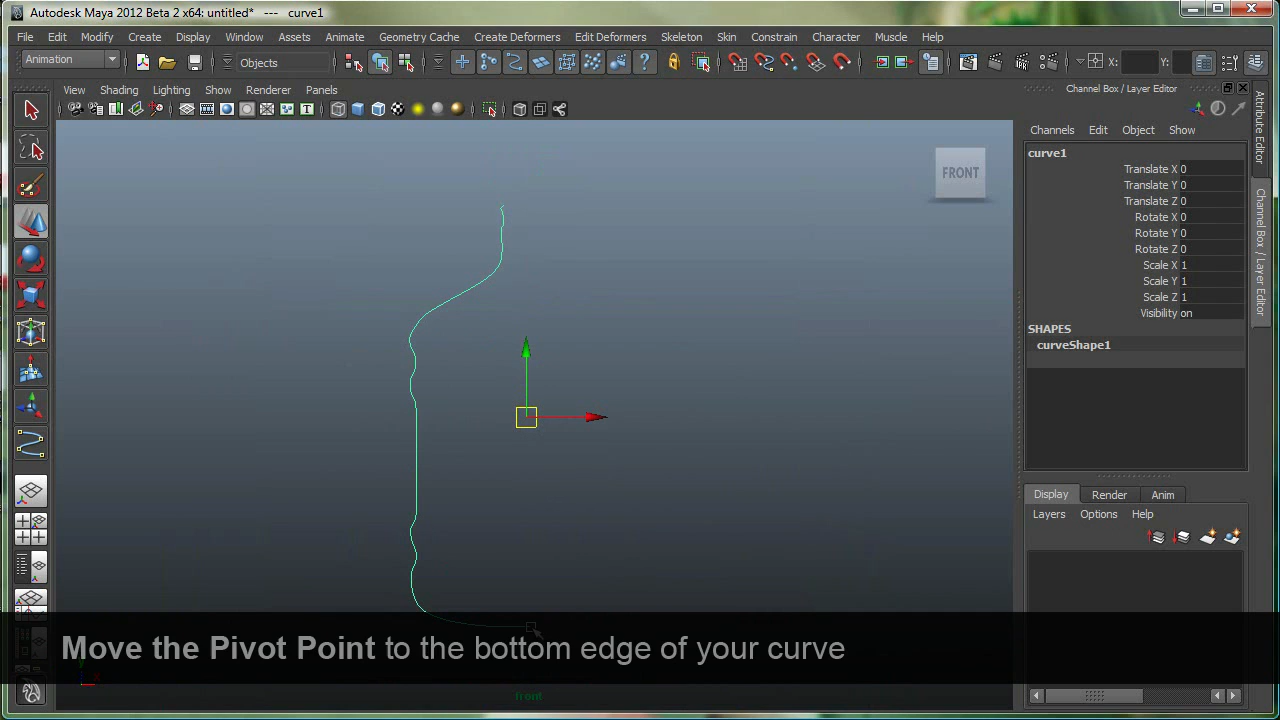 Autodesk Maya 2012 Beta 2 x64: untitled*   ---   curve1
File Edit Modify Create Display Window Assets Animate Geometry Cache Create Deformers Edit Deformers Skeleton Skin Constrain Character Muscle Help
Animation Objects X: Y:
View Shading Lighting Show Renderer Panels
Channel Box / Layer Editor
Channels Edit Object Show
curve1
Translate X 0
Translate Y 0
Translate Z 0
Rotate X 0
Rotate Y 0
Rotate Z 0
Scale X 1
Scale Y 1
Scale Z 1
Visibility on
SHAPES
curveShape1
Attribute Editor
Channel Box / Layer Editor
FRONT
Display Render Anim
Layers Options Help
Move the Pivot Point to the bottom edge of your curve
front